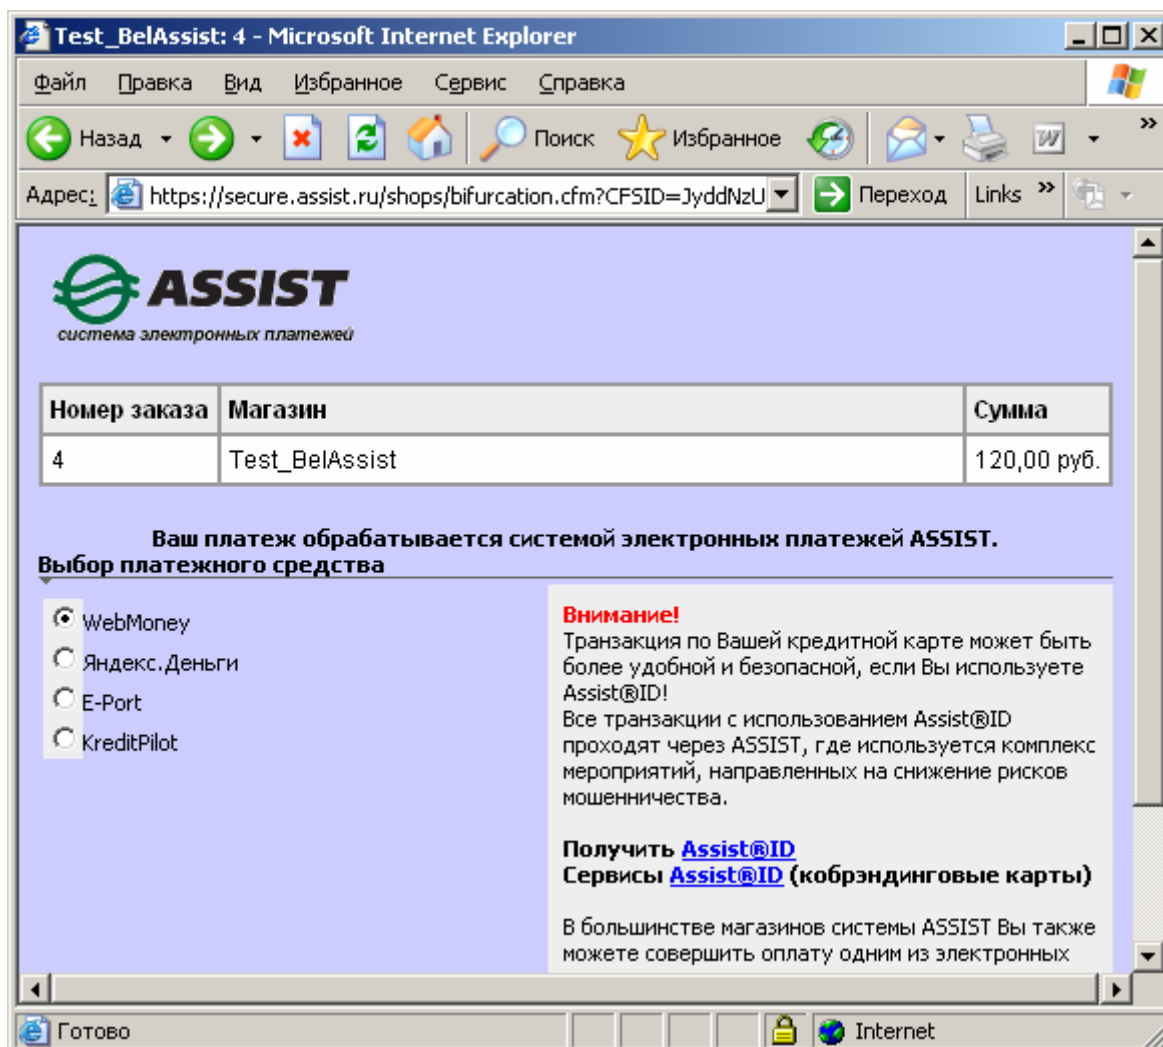 Test_BelAssist: 4 - Microsoft Internet Explorer
Файл Правка Вид Избранное Сервис Справка
Назад Поиск Избранное »
Адрес: https://secure.assist.ru/shops/bifurcation.cfm?CFSID=JyddNzU Переход Links »
ASSIST
система электронных платежей
Номер заказа Магазин Сумма
4 Test_BelAssist 120,00 руб.
Ваш платеж обрабатывается системой электронных платежей ASSIST.
Выбор платежного средства
WebMoney
Яндекс.Деньги
E-Port
KreditPilot
Внимание!
Транзакция по Вашей кредитной карте может быть
более удобной и безопасной, если Вы используете
Assist®ID!
Все транзакции с использованием Assist®ID
проходят через ASSIST, где используется комплекс
мероприятий, направленных на снижение рисков
мошенничества.
Получить Assist®ID
Сервисы Assist®ID (кобрэндинговые карты)
В большинстве магазинов системы ASSIST Вы также
можете совершить оплату одним из электронных
Готово Internet